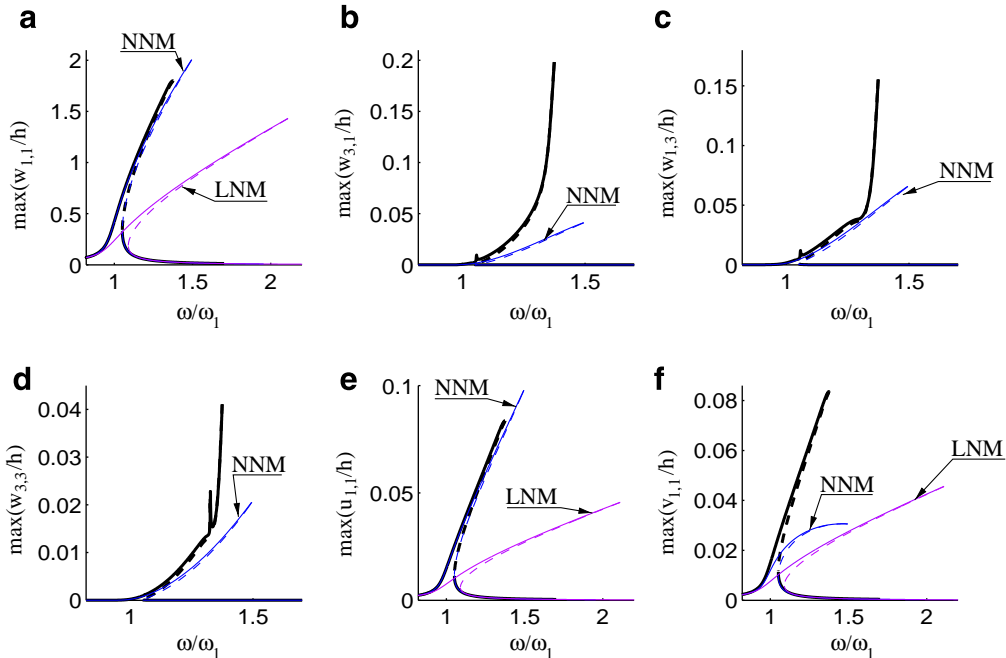 a
NNM
2
1.5
1
0.5
0
LNM
1
1.5
2
max(w1,1/h)
ω/ω1
b
0.2
0.15
0.1
0.05
0
NNM
1
1.5
max(w3,1/h)
ω/ω1
c
0.15
0.1
0.05
0
NNM
1
1.5
max(w1,3/h)
ω/ω1
d
0.04
0.03
0.02
0.01
0
NNM
1
1.5
max(w3,3/h)
ω/ω1
e
0.1
0.05
0
NNM
LNM
1
1.5
2
max(u1,1/h)
ω/ω1
f
0.08
0.06
0.04
0.02
0
NNM
LNM
1
1.5
2
max(v1,1/h)
ω/ω1